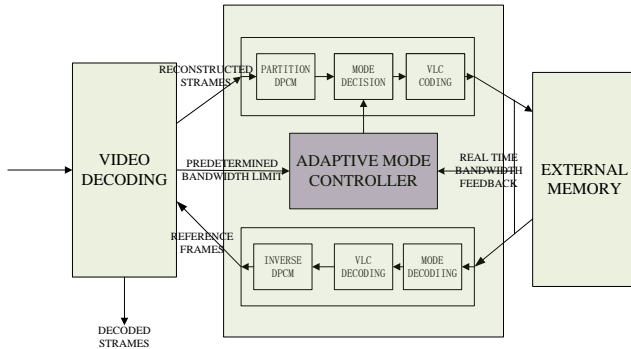 RECONSTRUCTED
STRAMES
PARTITION
DPCM
MODE
DECISION
VLC
CODING
VIDEO
DECODING
PREDETERMINED
BANDWIDTH LIMIT
ADAPTIVE MODE
CONTROLLER
REAL TIME
BANDWIDTH
FEEDBACK
EXTERNAL
MEMORY
REFERENCE
FRAMES
INVERSE
DPCM
VLC
DECODING
MODE
DECODIING
DECODED
STRAMES